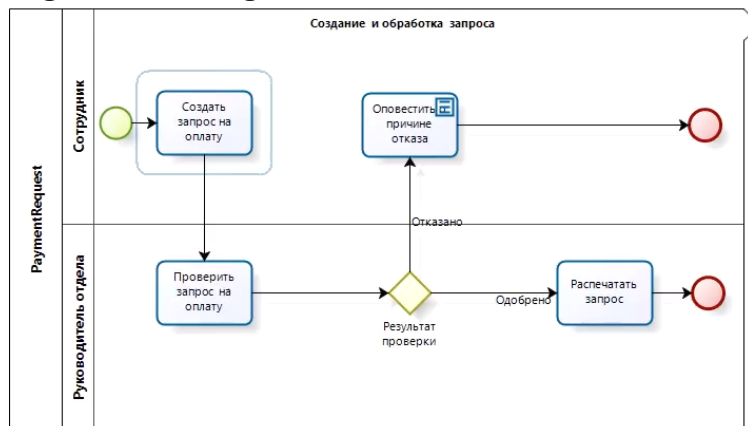 Создание и обработка запроса
PaymentRequest
Сотрудник
Создать
запрос на
оплату
Оповестить
причине
отказа
Отказано
Руководитель отдела
Проверить
запрос на
оплату
Результат
проверки
Одобрено
Распечатать
запрос